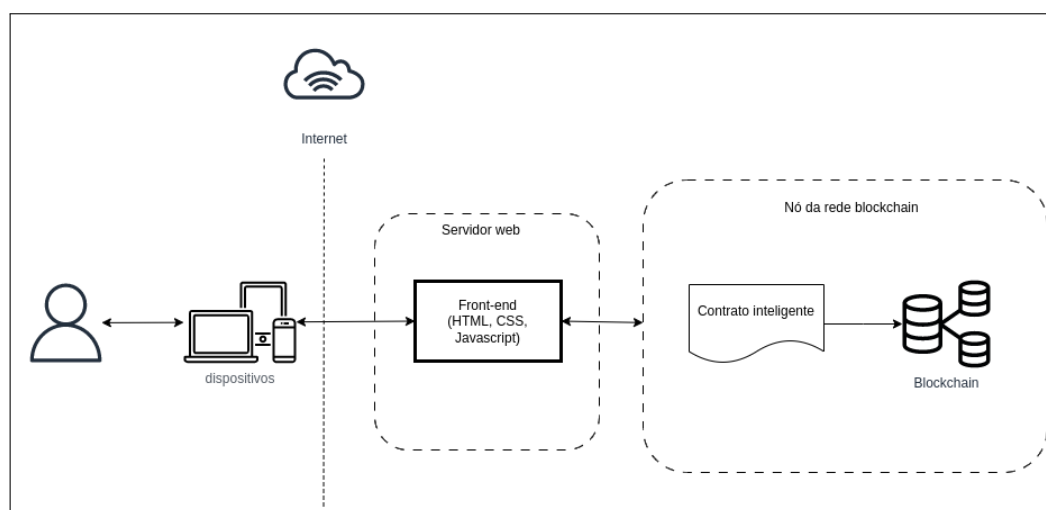 Internet
Nó da rede blockchain
Servidor web
Front-end
(HTML, CSS,
Javascript)
Contrato inteligente
dispositivos
Blockchain